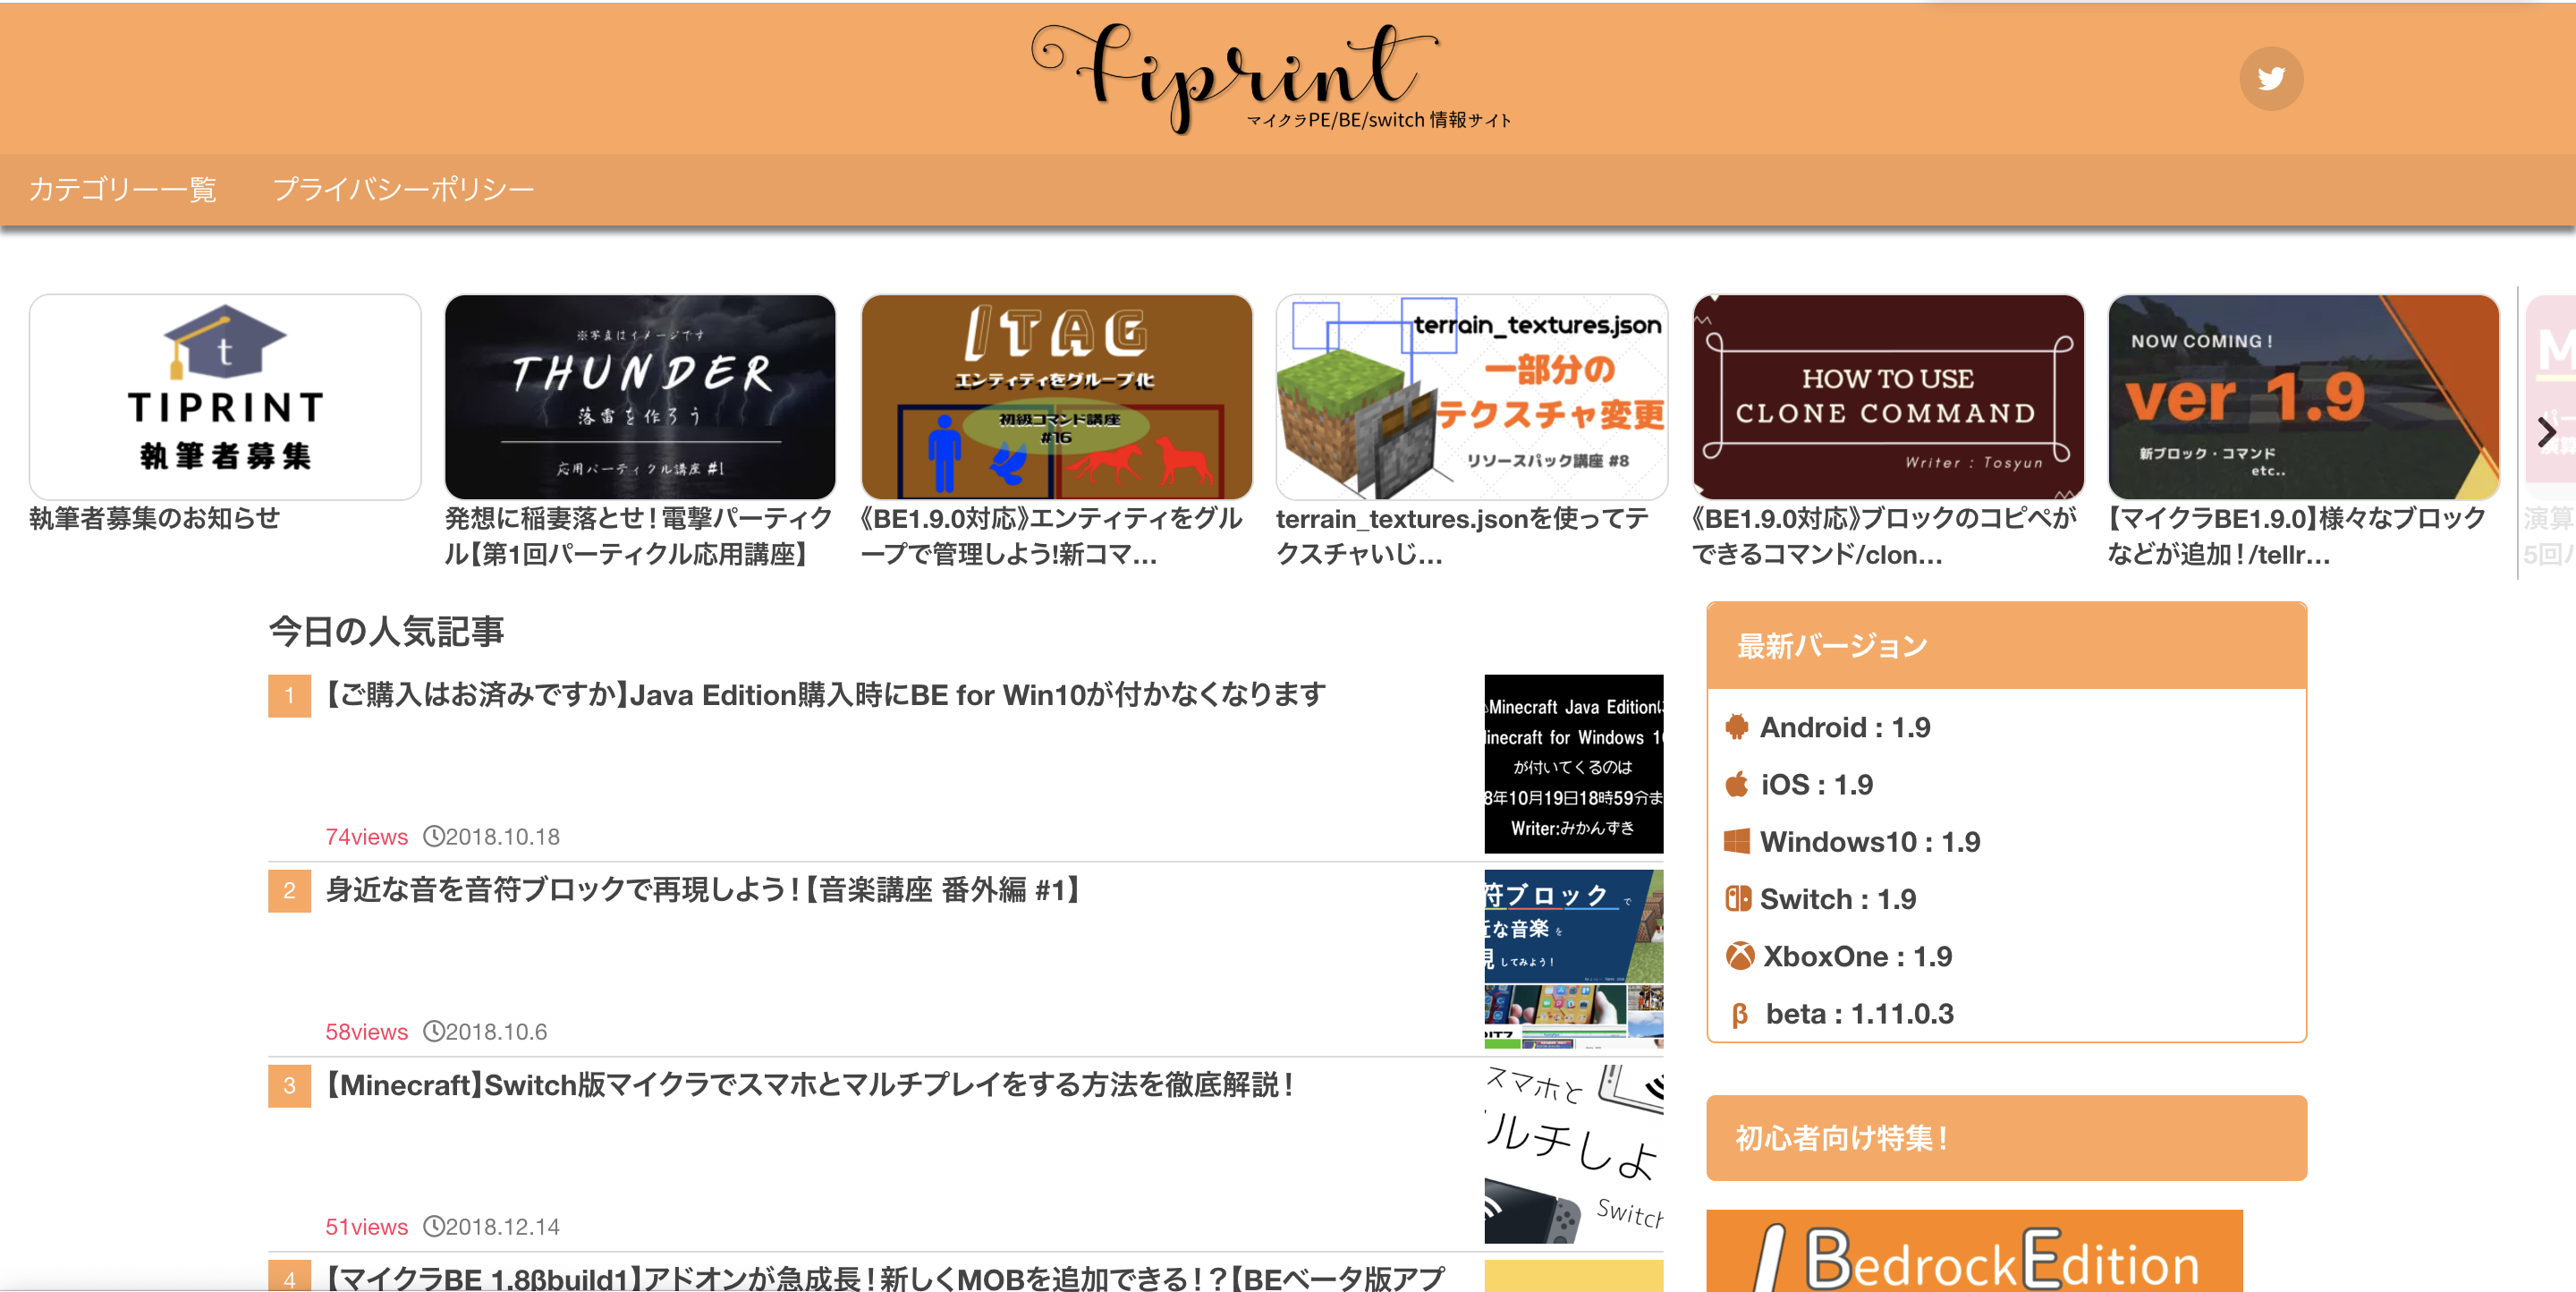 Tiprint
マイクラPE/BE/switch 情報サイト
カテゴリー一覧 プライバシーポリシー
t
TIPRINT
執筆者募集
執筆者募集のお知らせ
※写真はイメージです
THUNDER
落雷を作ろう
応用パーティクル講座 #1
発想に稲妻落とせ！電撃パーティク
ル【第1回パーティクル応用講座】
/TAG
エンティティをグループ化
初級コマンド講座
#16
《BE1.9.0対応》エンティティをグル
ープで管理しよう!新コマ…
terrain_textures.json
一部分の
テクスチャ変更
リソースパック講座 #8
terrain_textures.jsonを使ってテ
クスチャいじ…
HOW TO USE
CLONE COMMAND
Writer : Tosyun
《BE1.9.0対応》ブロックのコピペが
できるコマンド/clon…
NOW COMING !
ver 1.9
新ブロック・コマンド
etc..
【マイクラBE1.9.0】様々なブロック
などが追加！/tellr…
M
演算
5回
今日の人気記事
1 【ご購入はお済みですか】Java Edition購入時にBE for Win10が付かなくなります
74views 2018.10.18
Minecraft Java Edition
inecraft for Windows 1
が付いてくるのは
8年10月19日18時59分ま
Writer:みかんずき
2 身近な音を音符ブロックで再現しよう！【音楽講座 番外編 #1】
58views 2018.10.6
符ブロック で
近な音楽 を
現 してみよう！
3 【Minecraft】Switch版マイクラでスマホとマルチプレイをする方法を徹底解説！
51views 2018.12.14
スマホと
ルチしよ
Switch
4 【マイクラBE 1.8βbuild1】アドオンが急成長！新しくMOBを追加できる！？【BEベータ版アプ
最新バージョン
Android : 1.9
iOS : 1.9
Windows10 : 1.9
Switch : 1.9
XboxOne : 1.9
β beta : 1.11.0.3
初心者向け特集！
BedrockEdition